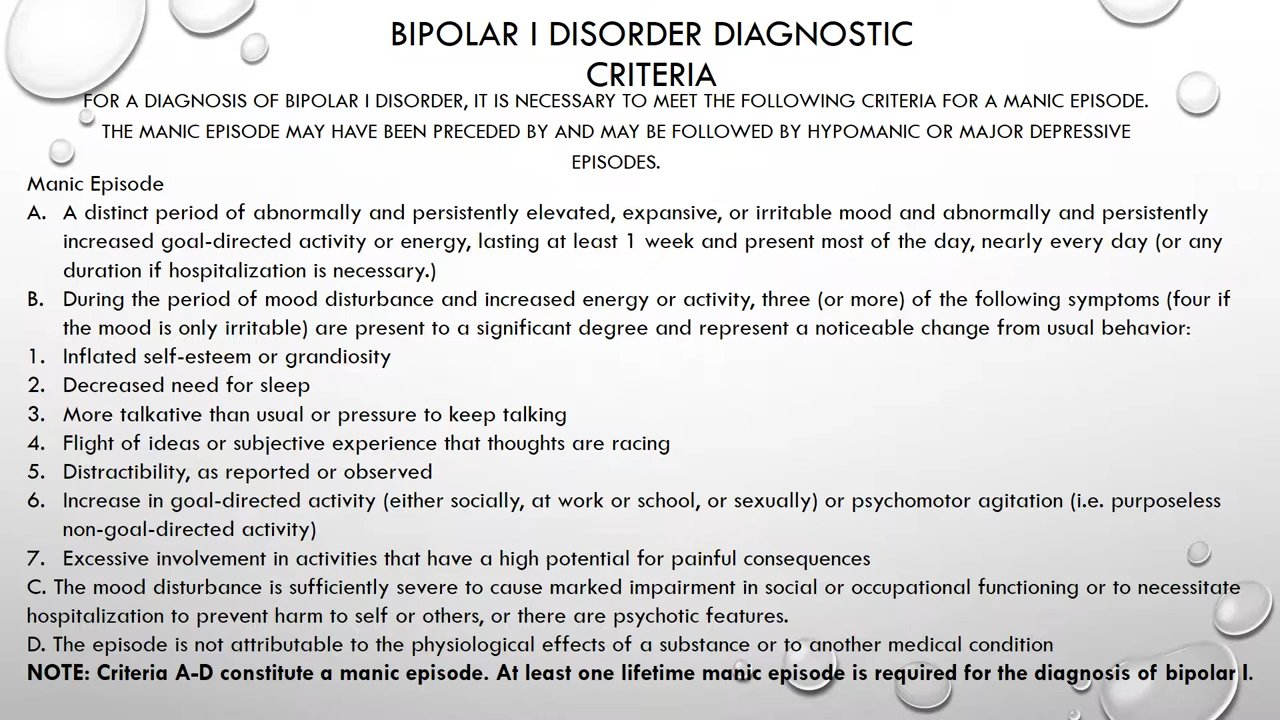 BIPOLAR I DISORDER DIAGNOSTIC
CRITERIA
FOR A DIAGNOSIS OF BIPOLAR I DISORDER, IT IS NECESSARY TO MEET THE FOLLOWING CRITERIA FOR A MANIC EPISODE.
THE MANIC EPISODE MAY HAVE BEEN PRECEDED BY AND MAY BE FOLLOWED BY HYPOMANIC OR MAJOR DEPRESSIVE
EPISODES.
Manic Episode
A. A distinct period of abnormally and persistently elevated, expansive, or irritable mood and abnormally and persistently
increased goal-directed activity or energy, lasting at least 1 week and present most of the day, nearly every day (or any
duration if hospitalization is necessary.)
B. During the period of mood disturbance and increased energy or activity, three (or more) of the following symptoms (four if
the mood is only irritable) are present to a significant degree and represent a noticeable change from usual behavior:
1. Inflated self-esteem or grandiosity
2. Decreased need for sleep
3. More talkative than usual or pressure to keep talking
4. Flight of ideas or subjective experience that thoughts are racing
5. Distractibility, as reported or observed
6. Increase in goal-directed activity (either socially, at work or school, or sexually) or psychomotor agitation (i.e. purposeless
non-goal-directed activity)
7. Excessive involvement in activities that have a high potential for painful consequences
C. The mood disturbance is sufficiently severe to cause marked impairment in social or occupational functioning or to necessitate
hospitalization to prevent harm to self or others, or there are psychotic features.
D. The episode is not attributable to the physiological effects of a substance or to another medical condition
NOTE: Criteria A-D constitute a manic episode. At least one lifetime manic episode is required for the diagnosis of bipolar I.